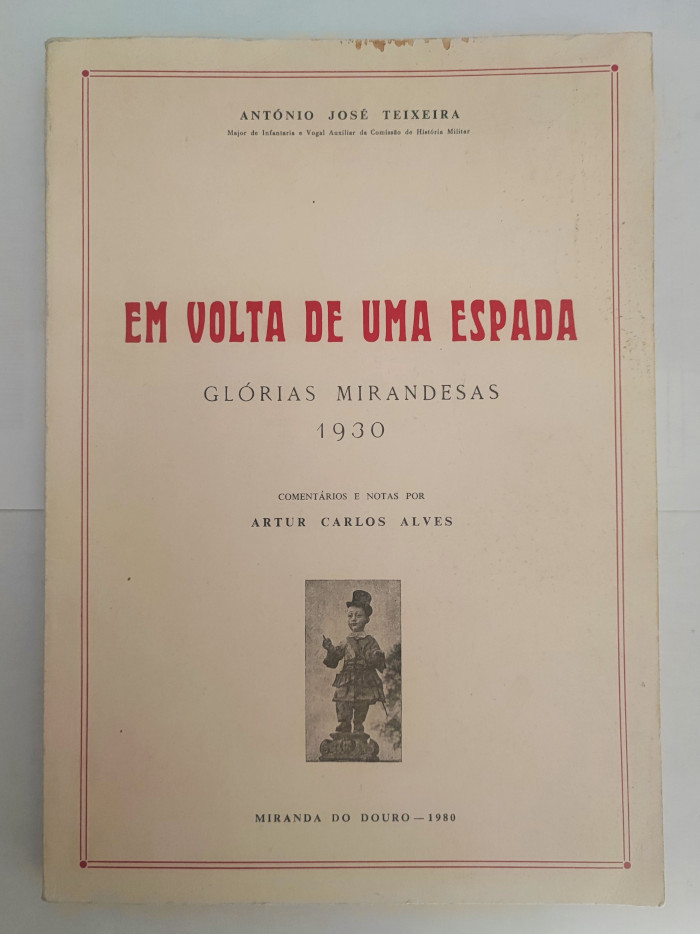 ANTÔNIO JOSÉ TEIXEIRA
Major de Infantaria e Vogal Auxiliar da Comissão de História Militar
EM VOLTA DE UMA ESPADA
GLÓRIAS MIRANDESAS
1930
COMENTÁRIOS E NOTAS POR
ARTUR CARLOS ALVES
MIRANDA DO DOURO — 1980